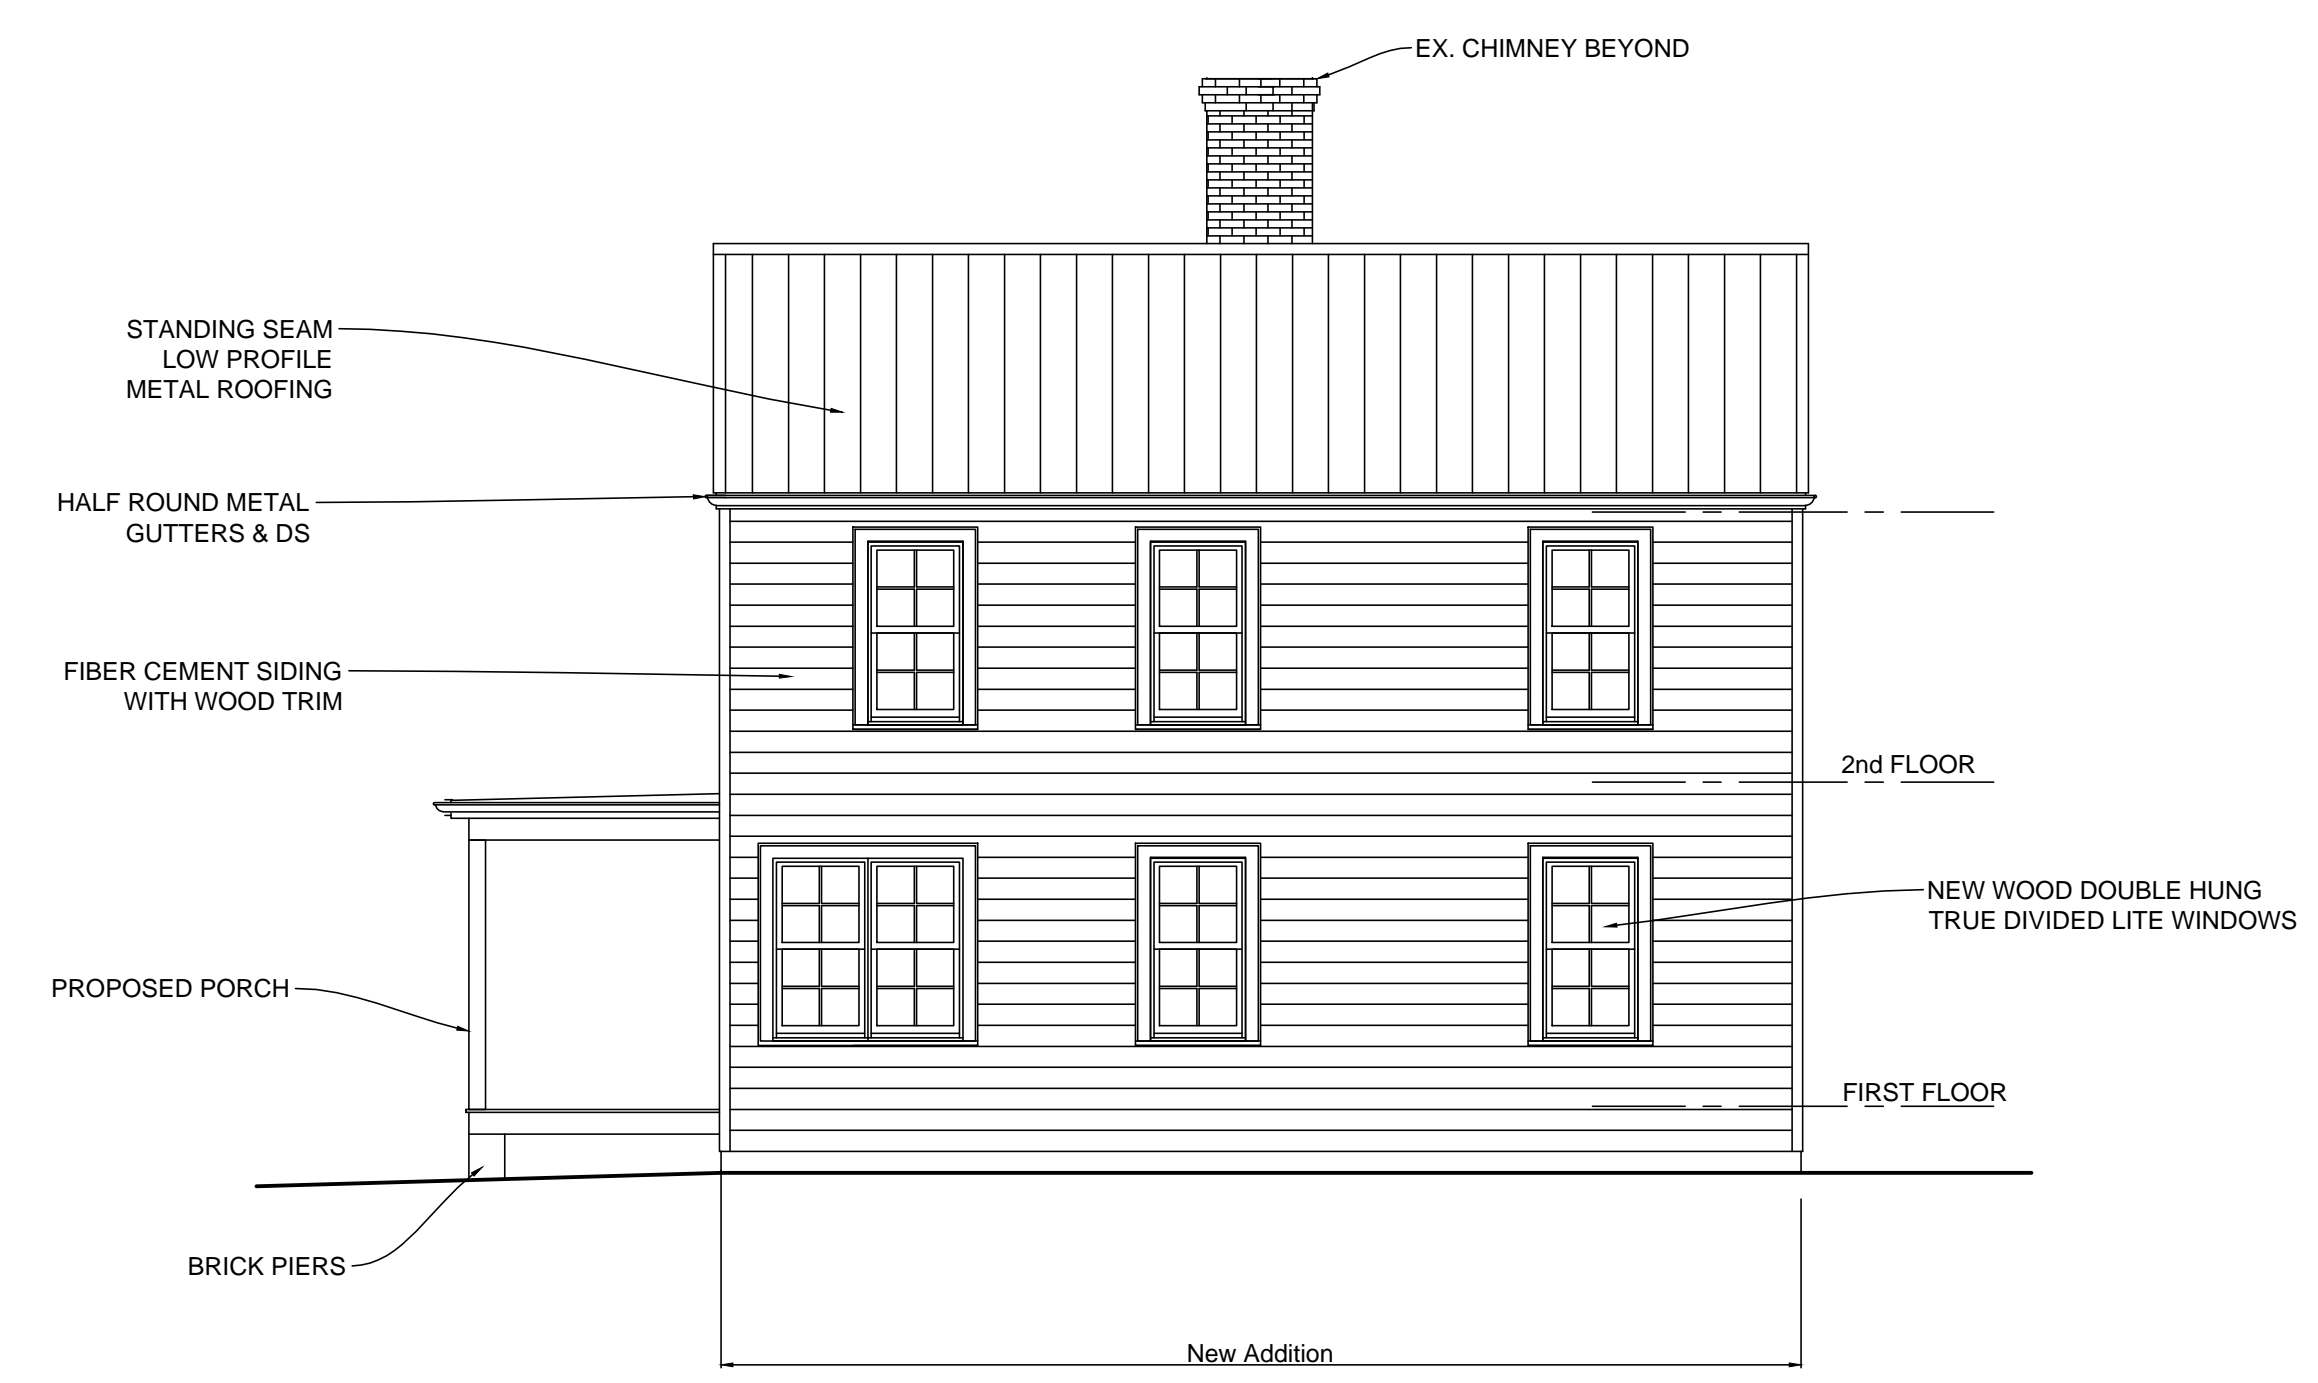 EX. CHIMNEY BEYOND
STANDING SEAM
LOW PROFILE
METAL ROOFING
HALF ROUND METAL
GUTTERS & DS
FIBER CEMENT SIDING
WITH WOOD TRIM
2nd FLOOR
NEW WOOD DOUBLE HUNG
TRUE DIVIDED LITE WINDOWS
PROPOSED PORCH
FIRST FLOOR
BRICK PIERS
New Addition